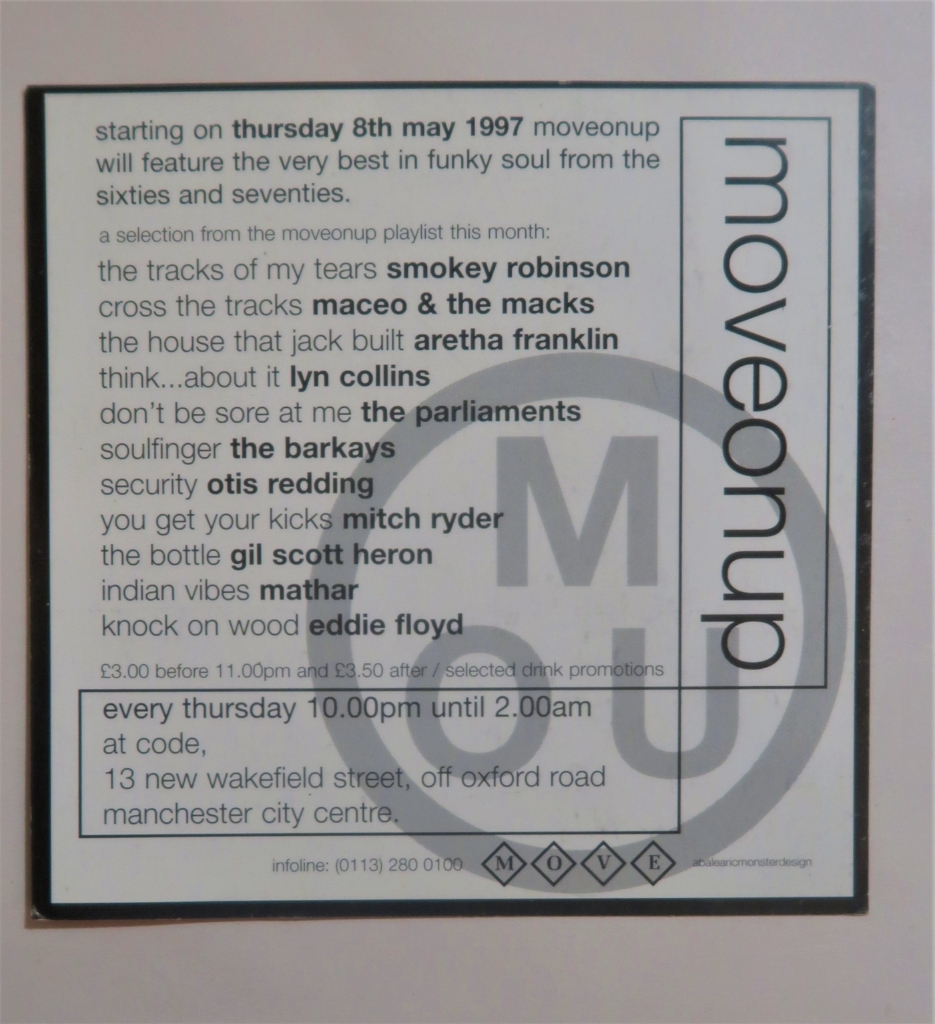 starting on thursday 8th may 1997 moveonup
will feature the very best in funky soul from the
sixties and seventies.
a selection from the moveonup playlist this month:
the tracks of my tears smokey robinson
cross the tracks maceo & the macks
the house that jack built aretha franklin
think...about it lyn collins
don't be sore at me the parliaments
soulfinger the barkays
security otis redding
you get your kicks mitch ryder
the bottle gil scott heron
indian vibes mathar
knock on wood eddie floyd
£3.00 before 11.00pm and £3.50 after / selected drink promotions
every thursday 10.00pm until 2.00am
at code,
13 new wakefield street, off oxford road
manchester city centre.
infoline: (0113) 280 0100
M O V E
abalearicmonsterdesign
moveonup
M
O U